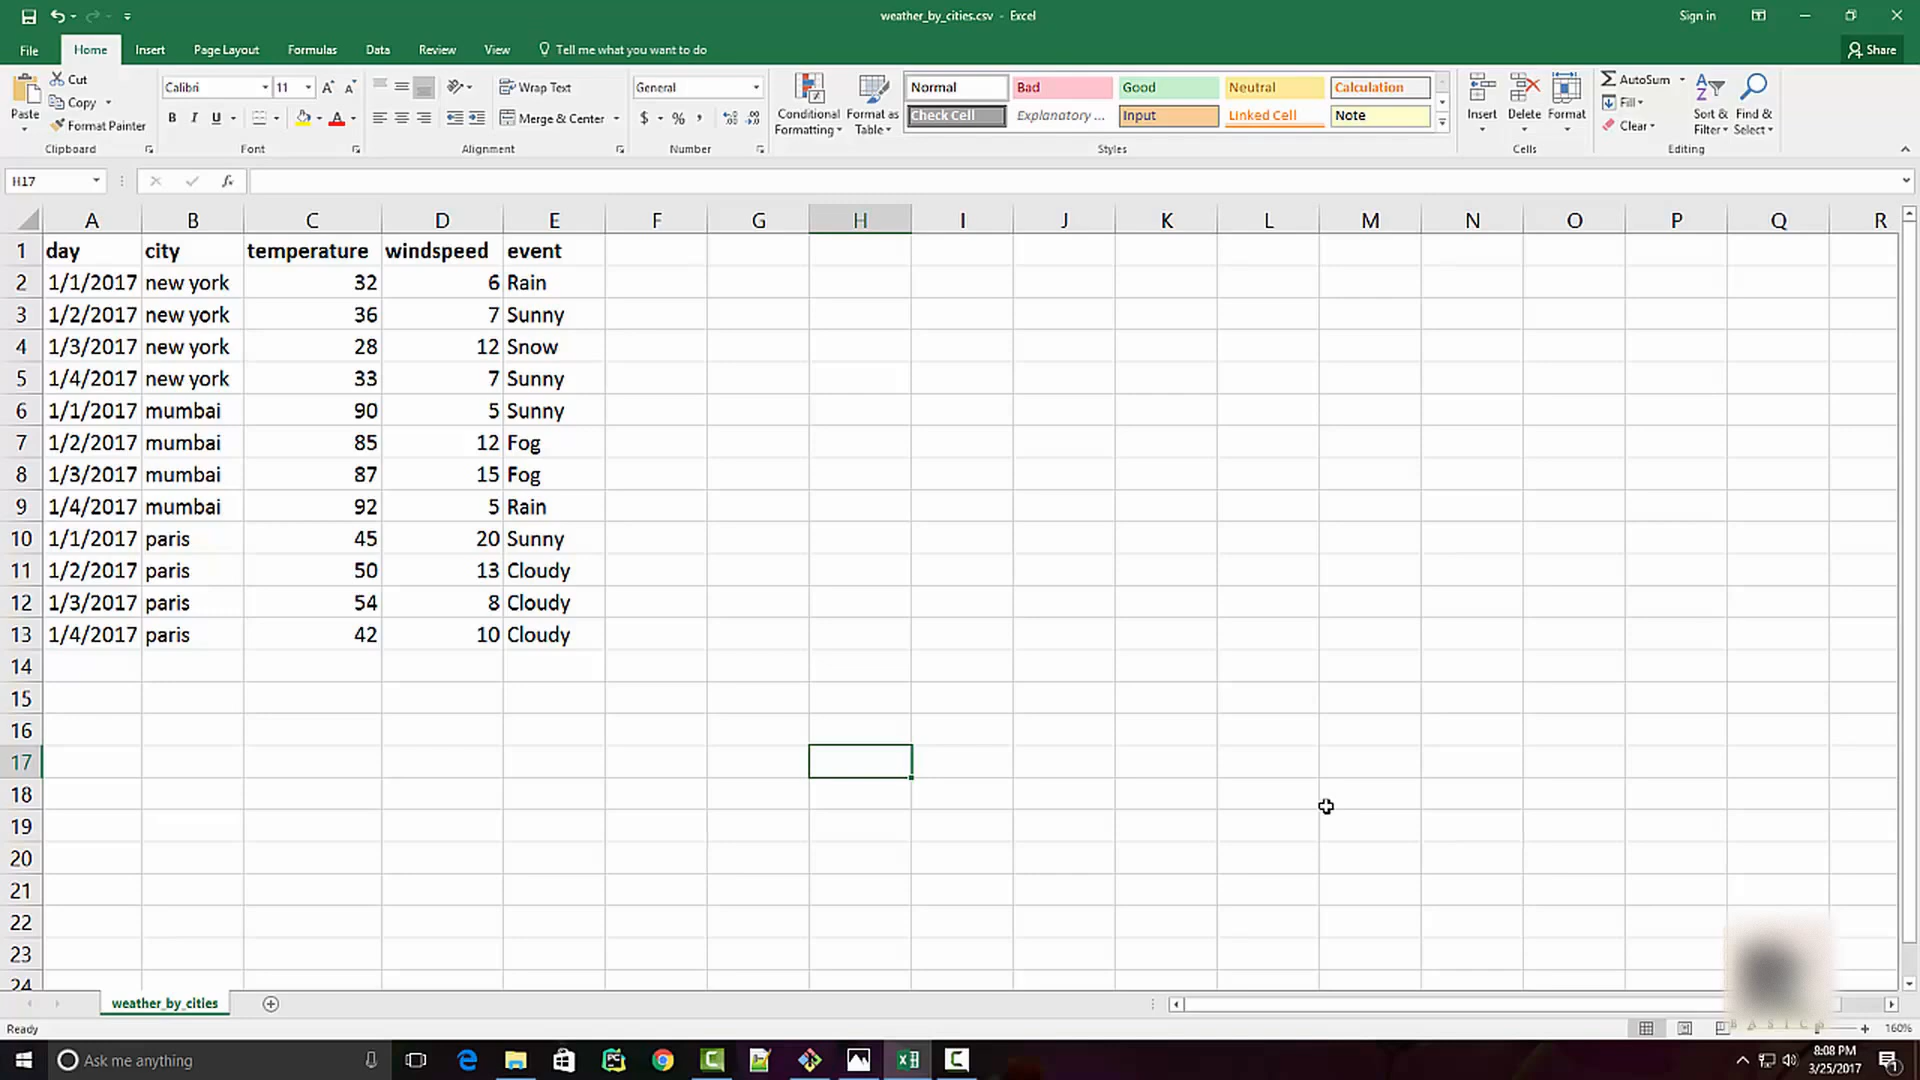 weather_by_cities.csv - Excel
Sign in
File Home Insert Page Layout Formulas Data Review View Tell me what you want to do Share
Paste
Cut
Copy
Format Painter
Clipboard
Calibri 11 A A
B I U A
Font
Wrap Text
Merge & Center
Alignment
General
$ % ,
Number
Conditional Formatting
Format as Table
Normal Bad Good Neutral Calculation
Check Cell Explanatory ... Input Linked Cell Note
Styles
Insert Delete Format
Cells
AutoSum
Fill
Clear
Sort & Filter
Find & Select
Editing
H17 fx
A B C D E F G H I J K L M N O P Q R
1 day city temperature windspeed event
2 1/1/2017 new york 32 6 Rain
3 1/2/2017 new york 36 7 Sunny
4 1/3/2017 new york 28 12 Snow
5 1/4/2017 new york 33 7 Sunny
6 1/1/2017 mumbai 90 5 Sunny
7 1/2/2017 mumbai 85 12 Fog
8 1/3/2017 mumbai 87 15 Fog
9 1/4/2017 mumbai 92 5 Rain
10 1/1/2017 paris 45 20 Sunny
11 1/2/2017 paris 50 13 Cloudy
12 1/3/2017 paris 54 8 Cloudy
13 1/4/2017 paris 42 10 Cloudy
14
15
16
17
18
19
20
21
22
23
24
weather_by_cities
Ready
BASICS
160%
Ask me anything
8:08 PM
3/25/2017